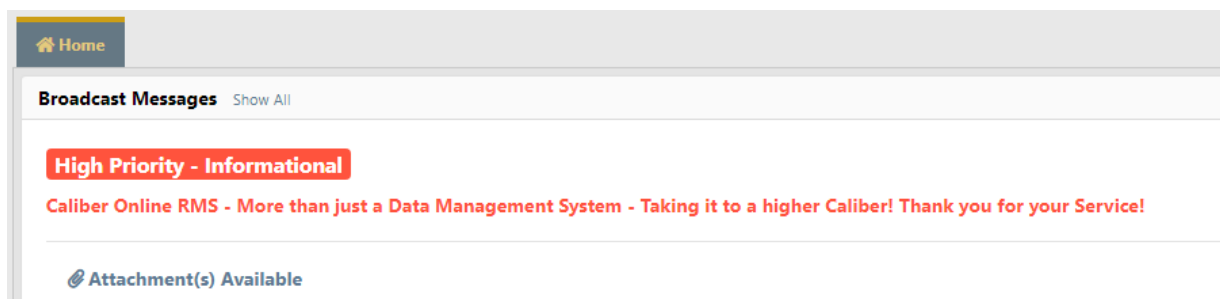 Home
Broadcast Messages Show All
High Priority - Informational
Caliber Online RMS - More than just a Data Management System - Taking it to a higher Caliber! Thank you for your Service!
Attachment(s) Available